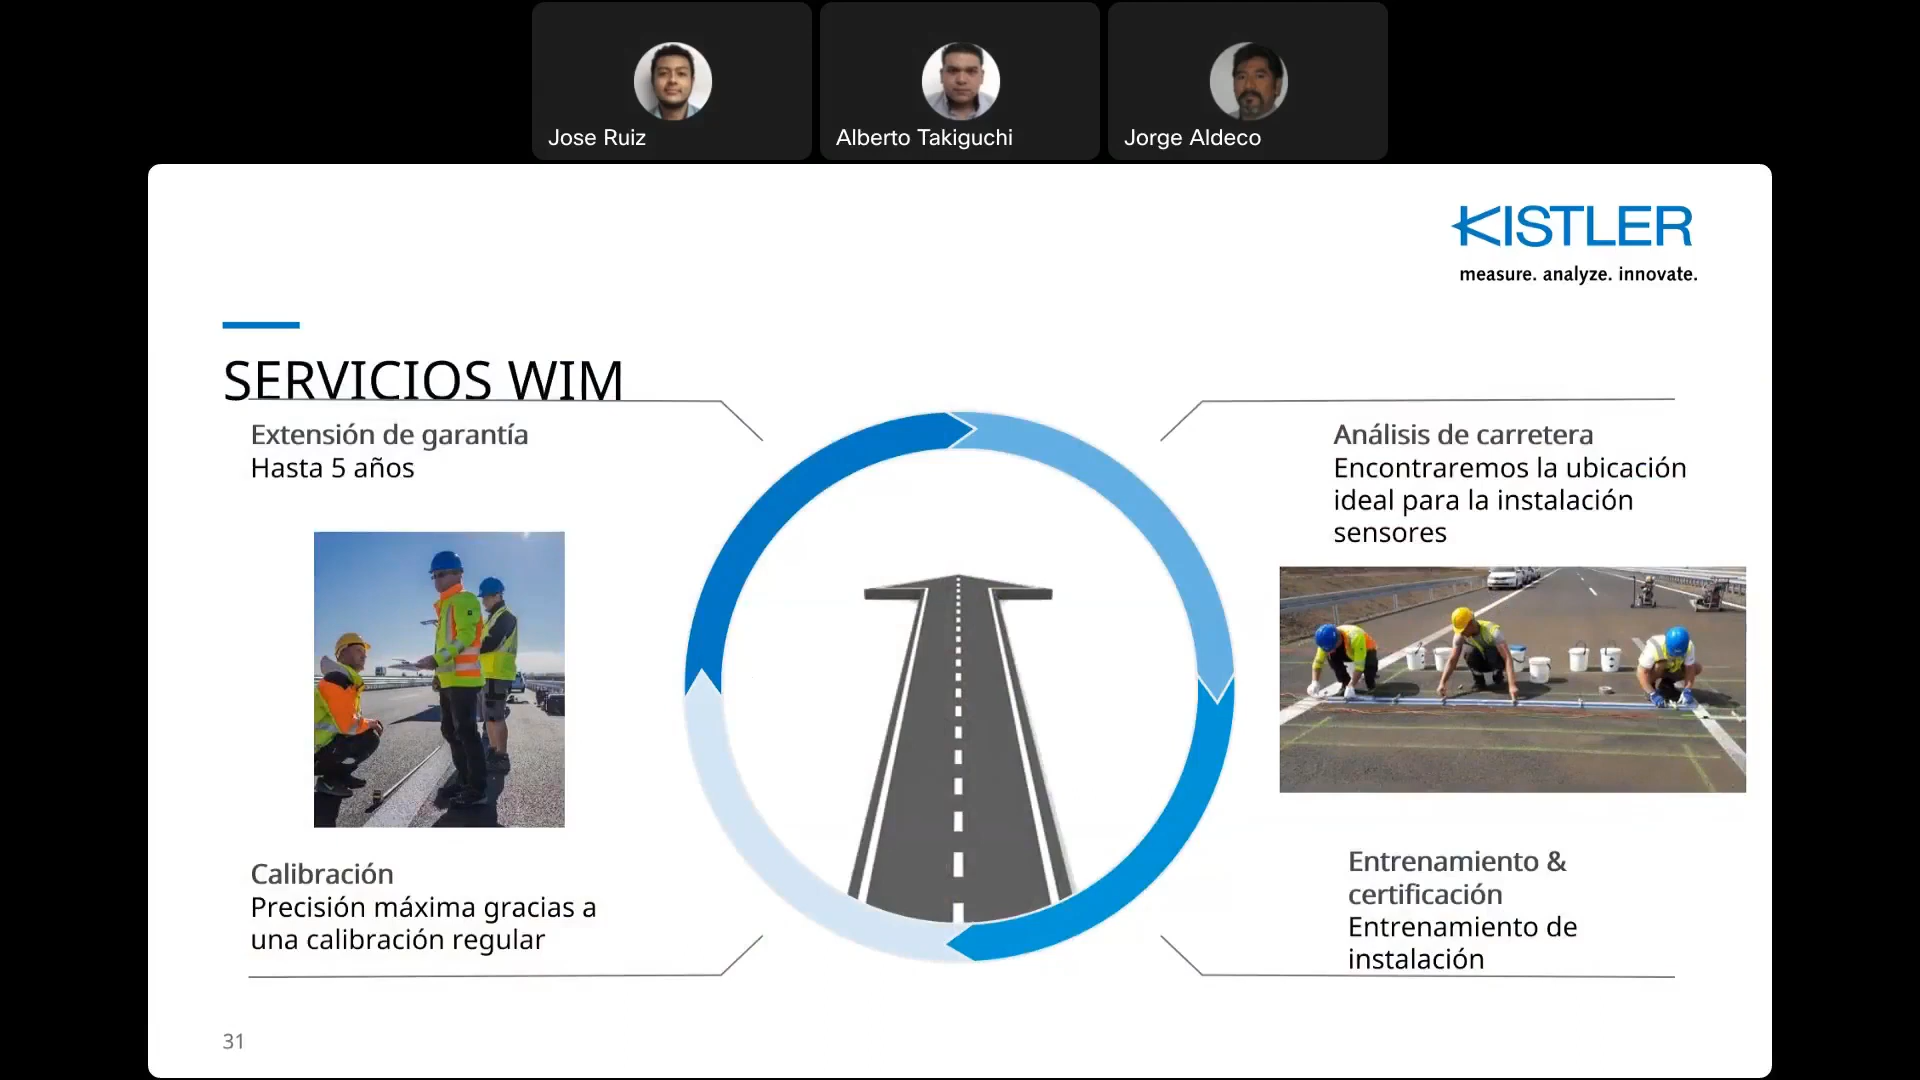 Jose Ruiz
Alberto Takiguchi
Jorge Aldeco
KISTLER
measure. analyze. innovate.
SERVICIOS WIM
Extensión de garantía
Hasta 5 años
Análisis de carretera
Encontraremos la ubicación
ideal para la instalación
sensores
Calibración
Precisión máxima gracias a
una calibración regular
Entrenamiento &
certificación
Entrenamiento de
instalación
31